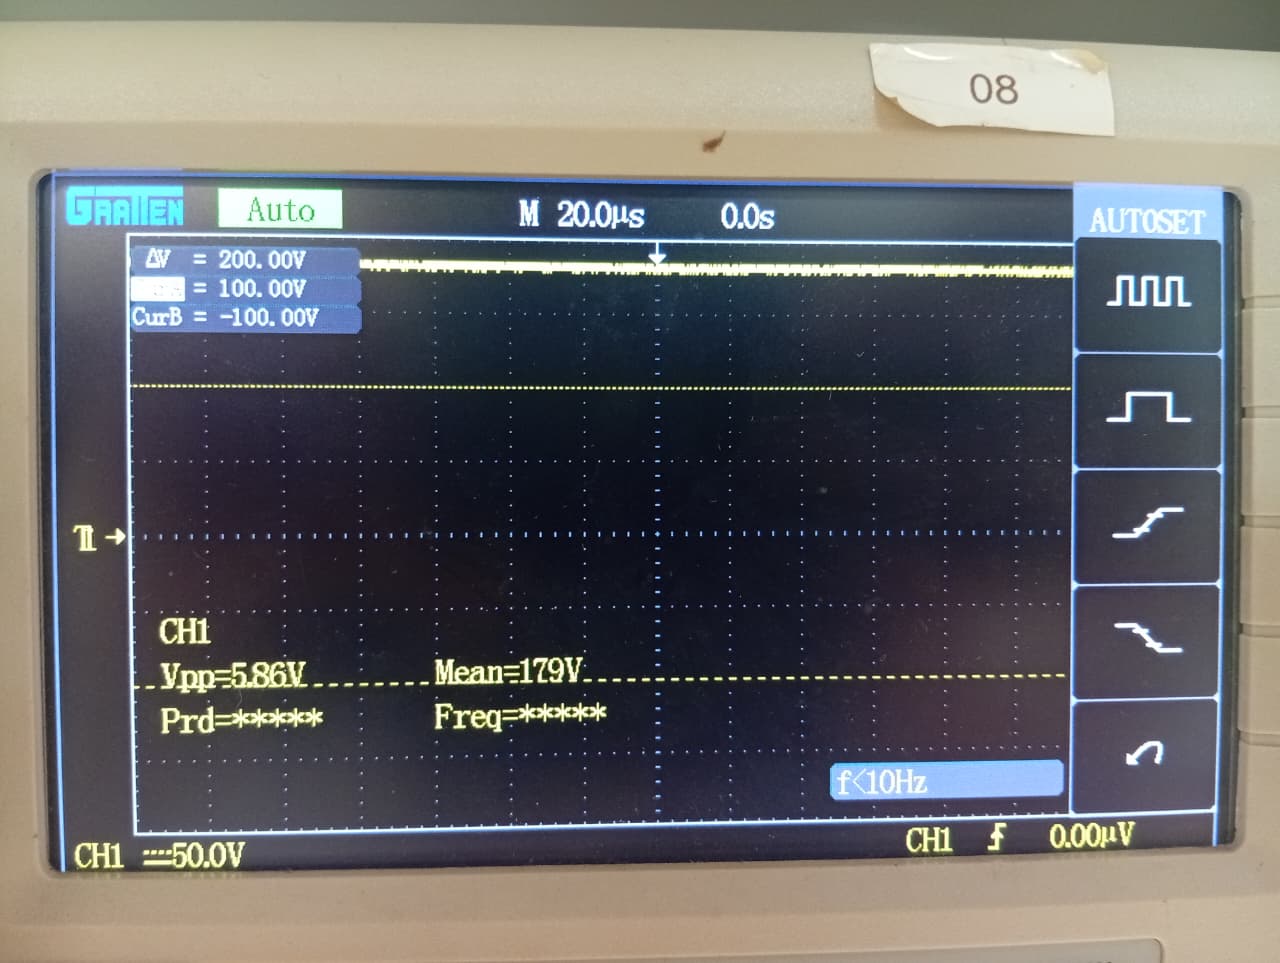 08
GRATTEN Auto M 20.0μs 0.0s AUTOSET
ΔV = 200.00V
= 100.00V
CurB = -100.00V
CH1
Vpp=5.86V Mean=179V
Prd=***** Freq=*****
f<10Hz
CH1 50.0V CH1 0.00μV